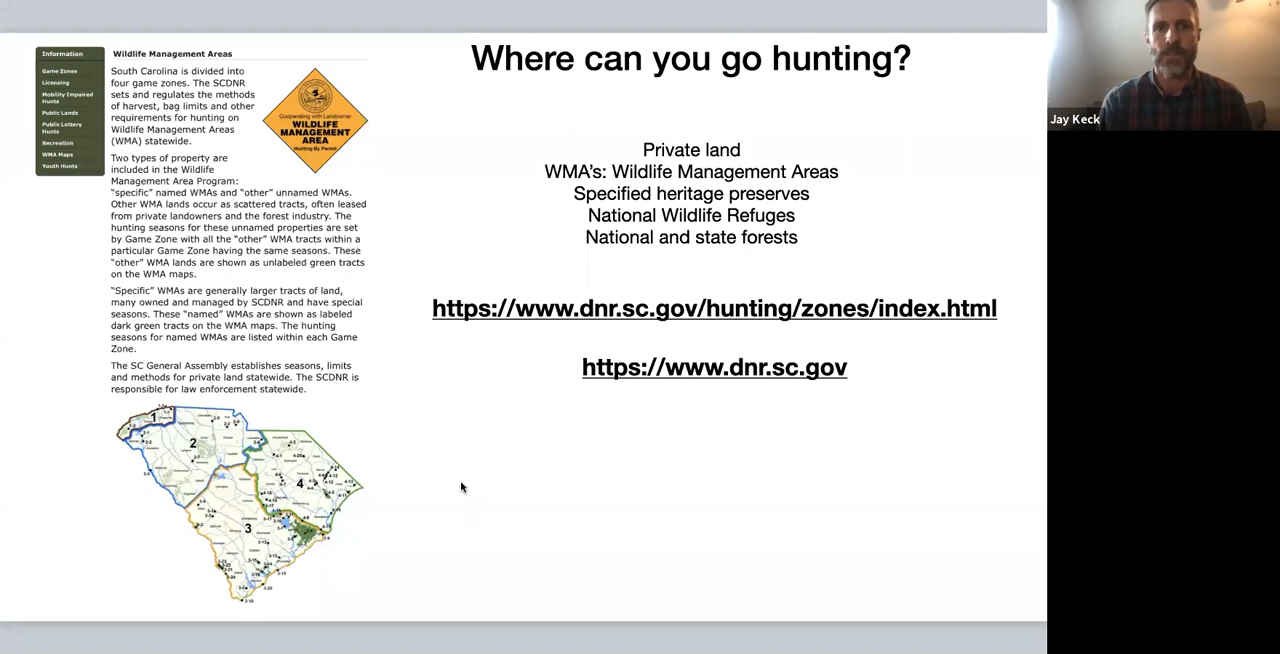 Information
Game Zones
Licensing
Mobility Impaired
Hunts
Public Lands
Public Lottery
Hunts
Recreation
WMA Maps
Youth Hunts
Wildlife Management Areas
South Carolina is divided into
four game zones. The SCDNR
sets and regulates the methods
of harvest, bag limits and other
requirements for hunting on
Wildlife Management Areas
(WMA) statewide.
Two types of property are
included in the Wildlife
Management Area Program:
“specific” named WMAs and “other” unnamed WMAs.
Other WMA lands occur as scattered tracts, often leased
from private landowners and the forest industry. The
hunting seasons for these unnamed properties are set
by Game Zone with all the “other” WMA tracts within a
particular Game Zone having the same seasons. These
“other” WMA lands are shown as unlabeled green tracts
on the WMA maps.
“Specific” WMAs are generally larger tracts of land,
many owned and managed by SCDNR and have special
seasons. These “named” WMAs are shown as labeled
dark green tracts on the WMA maps. The hunting
seasons for named WMAs are listed within each Game
Zone.
The SC General Assembly establishes seasons, limits
and methods for private land statewide. The SCDNR is
responsible for law enforcement statewide.
Cooperating with Landowner
WILDLIFE
MANAGEMENT
AREA
Hunting By Permit
1
2
3
4
Where can you go hunting?
Private land
WMA’s: Wildlife Management Areas
Specified heritage preserves
National Wildlife Refuges
National and state forests
https://www.dnr.sc.gov/hunting/zones/index.html
https://www.dnr.sc.gov
Jay Keck